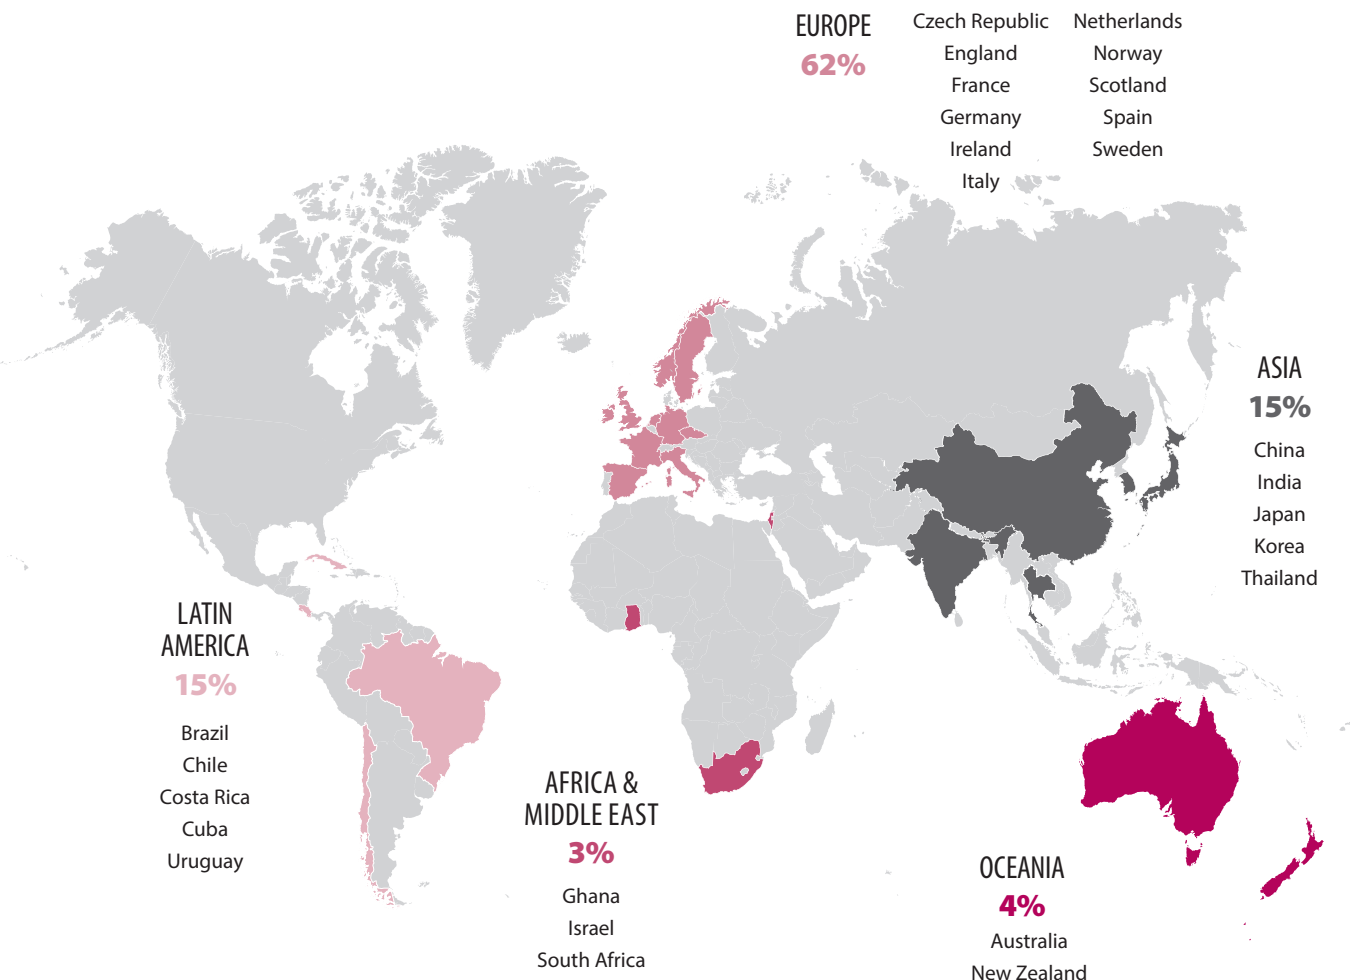 EUROPE
62%
Czech Republic
England
France
Germany
Ireland
Italy
Netherlands
Norway
Scotland
Spain
Sweden
ASIA
15%
China
India
Japan
Korea
Thailand
LATIN
AMERICA
15%
Brazil
Chile
Costa Rica
Cuba
Uruguay
AFRICA &
MIDDLE EAST
3%
Ghana
Israel
South Africa
OCEANIA
4%
Australia
New Zealand